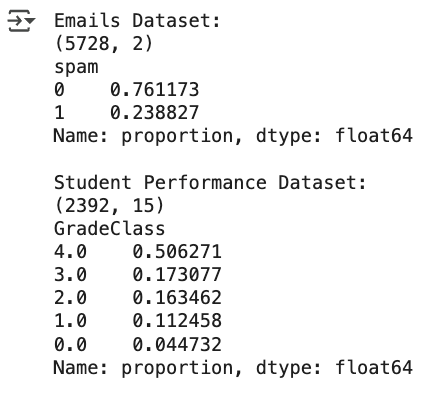 Emails Dataset:
(5728, 2)
spam
0    0.761173
1    0.238827
Name: proportion, dtype: float64

Student Performance Dataset:
(2392, 15)
GradeClass
4.0    0.506271
3.0    0.173077
2.0    0.163462
1.0    0.112458
0.0    0.044732
Name: proportion, dtype: float64